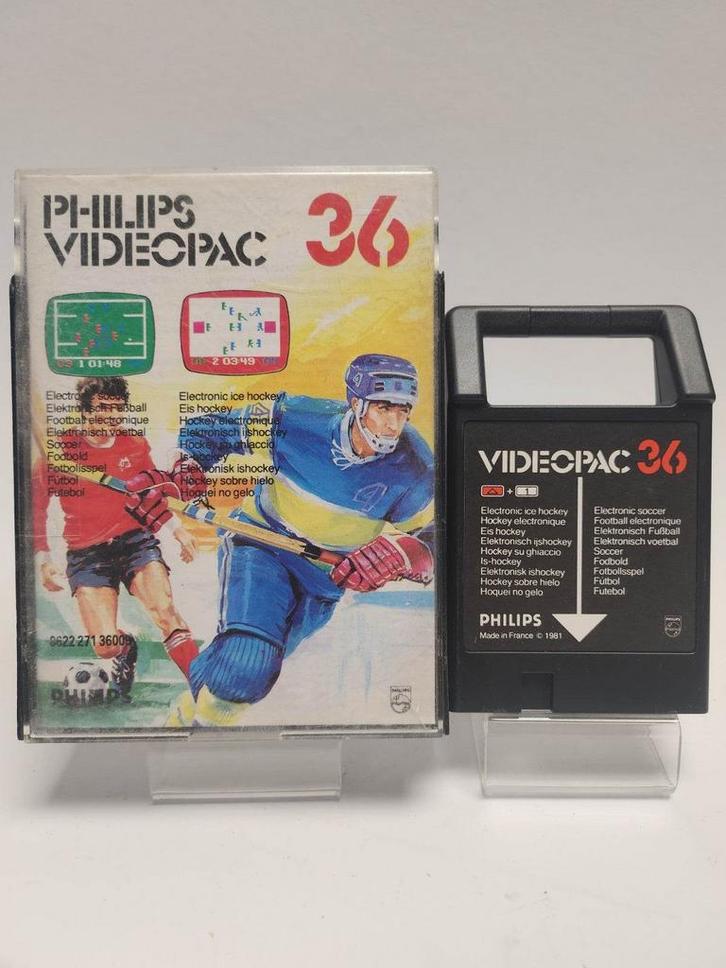 PHILIPS
VIDEOPAC 36
1 01:48
2 03:49
Electronic soccer
Elektronisch Fußball
Football electronique
Elektronisch voetbal
Soccer
Fodbold
Fotbollsspel
Fútbol
Futebol
Electronic ice hockey/
Eis hockey
Hockey electronique
Elektronisch ijshockey
Hockey su ghiaccio
Is-hockey
Elektronisk ishockey
Hockey sobre hielo
Hoquei no gelo
8622 271 36009
PHILIPS
PHILIPS
VIDEOPAC 36
+ 1
Electronic ice hockey
Hockey electronique
Eis hockey
Elektronisch ijshockey
Hockey su ghiaccio
Is-hockey
Elektronisk ishockey
Hockey sobre hielo
Hoquei no gelo
Electronic soccer
Football electronique
Elektronisch Fußball
Elektronisch voetbal
Soccer
Fodbold
Fotbollsspel
Fútbol
Futebol
PHILIPS
Made in France © 1981